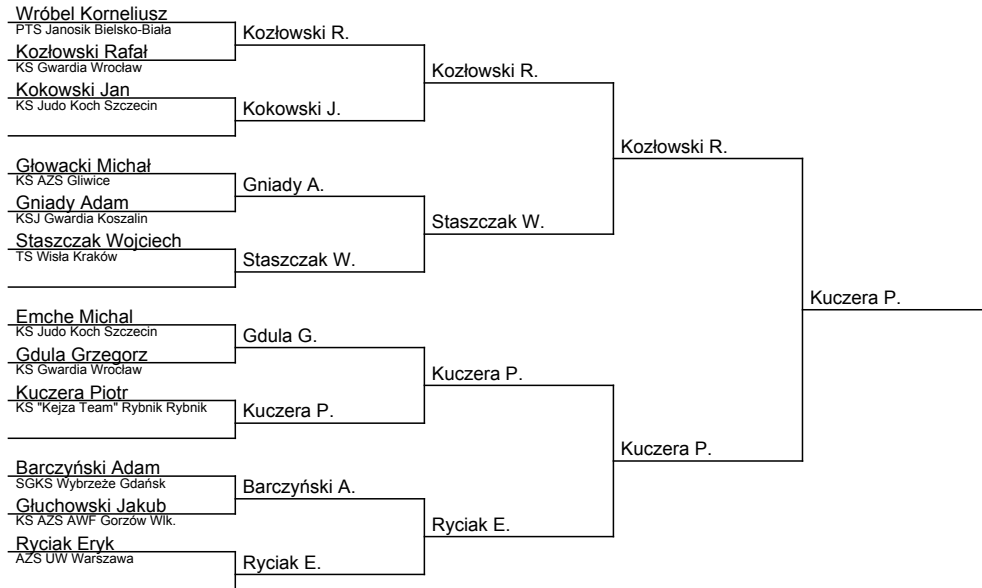 Wróbel Korneliusz
PTS Janosik Bielsko-Biała
Kozłowski Rafał
KS Gwardia Wrocław
Kokowski Jan
KS Judo Koch Szczecin
Głowacki Michał
KS AZS Gliwice
Gniady Adam
KSJ Gwardia Koszalin
Staszczak Wojciech
TS Wisła Kraków
Emche Michal
KS Judo Koch Szczecin
Gdula Grzegorz
KS Gwardia Wrocław
Kuczera Piotr
KS "Kejza Team" Rybnik Rybnik
Barczyński Adam
SGKS Wybrzeże Gdańsk
Głuchowski Jakub
KS AZS AWF Gorzów Wlk.
Ryciak Eryk
AZS UW Warszawa
Kozłowski R.
Kokowski J.
Gniady A.
Staszczak W.
Gdula G.
Kuczera P.
Barczyński A.
Ryciak E.
Kozłowski R.
Staszczak W.
Kuczera P.
Ryciak E.
Kozłowski R.
Kuczera P.
Kuczera P.